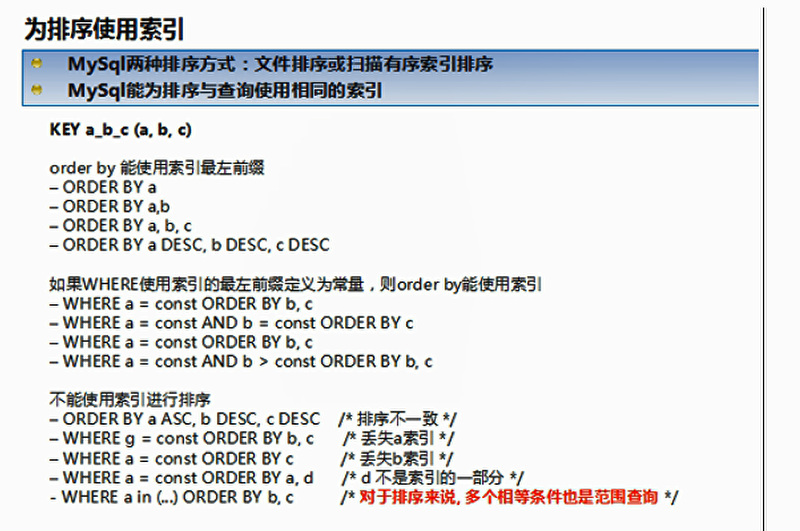 为排序使用索引
MySql两种排序方式：文件排序或扫描有序索引排序
MySql能为排序与查询使用相同的索引
KEY a_b_c (a, b, c)
order by 能使用索引最左前缀
– ORDER BY a
– ORDER BY a,b
– ORDER BY a, b, c
– ORDER BY a DESC, b DESC, c DESC
如果WHERE使用索引的最左前缀定义为常量，则order by能使用索引
– WHERE a = const ORDER BY b, c
– WHERE a = const AND b = const ORDER BY c
– WHERE a = const ORDER BY b, c
– WHERE a = const AND b > const ORDER BY b, c
不能使用索引进行排序
– ORDER BY a ASC, b DESC, c DESC /* 排序不一致 */
– WHERE g = const ORDER BY b, c /* 丢失a索引 */
– WHERE a = const ORDER BY c /* 丢失b索引 */
– WHERE a = const ORDER BY a, d /* d 不是索引的一部分 */
- WHERE a in (...) ORDER BY b, c /* 对于排序来说, 多个相等条件也是范围查询 */